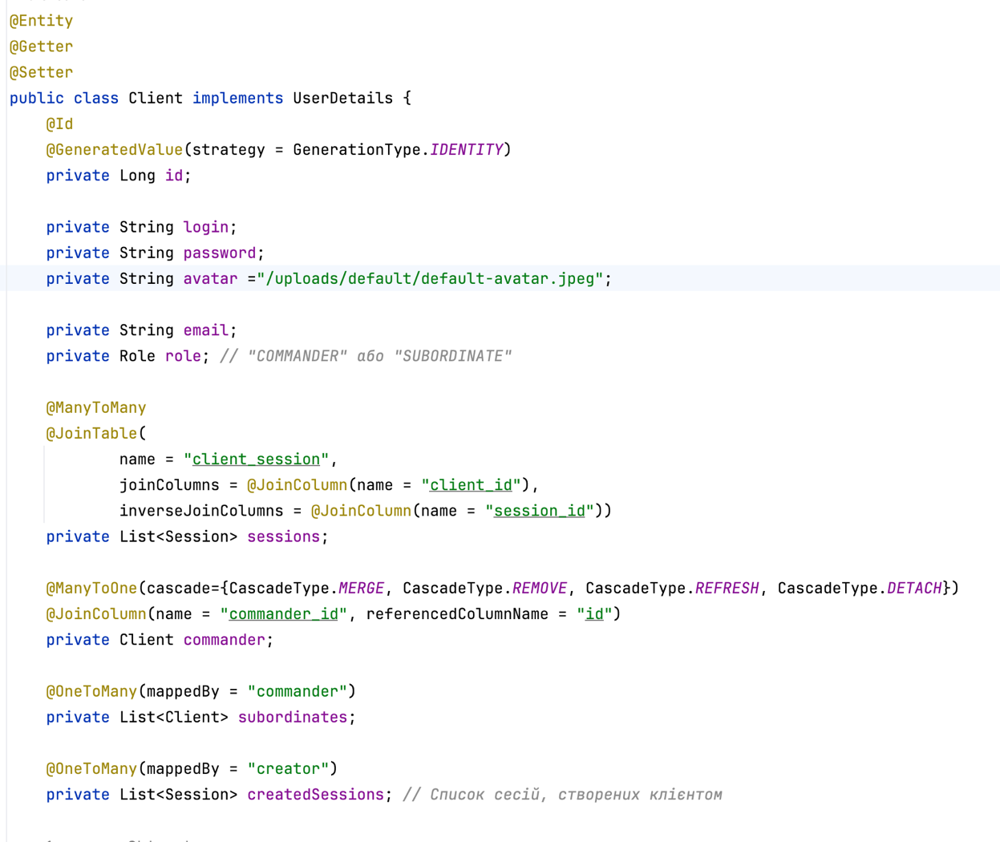 @Entity
@Getter
@Setter
public class Client implements UserDetails {
@Id
@GeneratedValue(strategy = GenerationType.IDENTITY)
private Long id;
private String login;
private String password;
private String avatar ="/uploads/default/default-avatar.jpeg";
private String email;
private Role role; // "COMMANDER" або "SUBORDINATE"
@ManyToMany
@JoinTable(
name = "client_session",
joinColumns = @JoinColumn(name = "client_id"),
inverseJoinColumns = @JoinColumn(name = "session_id"))
private List<Session> sessions;
@ManyToOne(cascade={CascadeType.MERGE, CascadeType.REMOVE, CascadeType.REFRESH, CascadeType.DETACH})
@JoinColumn(name = "commander_id", referencedColumnName = "id")
private Client commander;
@OneToMany(mappedBy = "commander")
private List<Client> subordinates;
@OneToMany(mappedBy = "creator")
private List<Session> createdSessions; // Список сесій, створених клієнтом